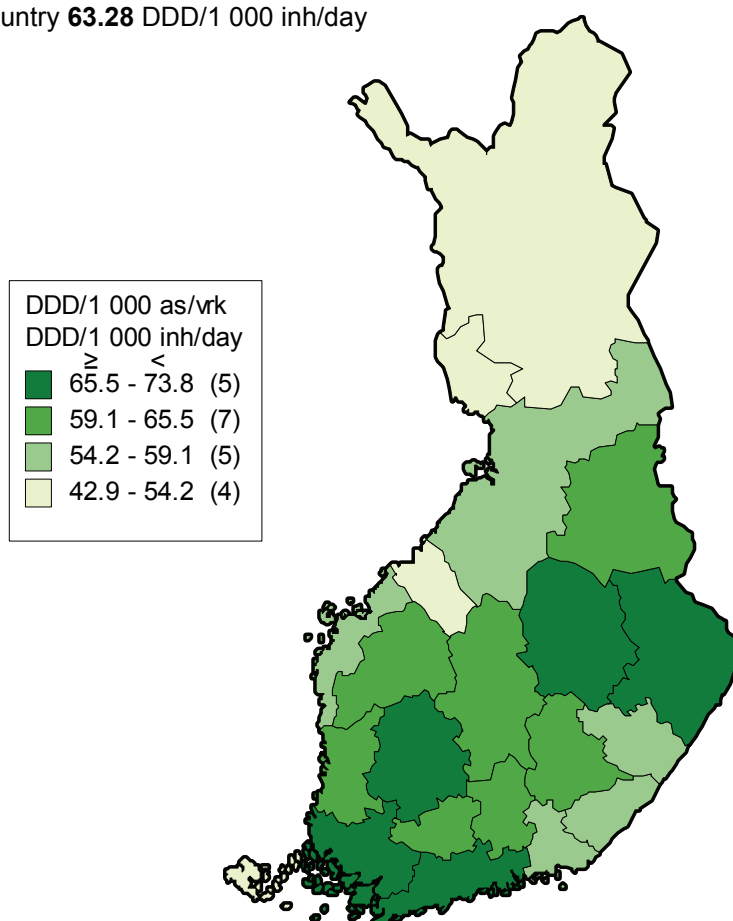 untry 63.28 DDD/1 000 inh/day
DDD/1 000 as/vrk
DDD/1 000 inh/day
≥ <
65.5 - 73.8 (5)
59.1 - 65.5 (7)
54.2 - 59.1 (5)
42.9 - 54.2 (4)